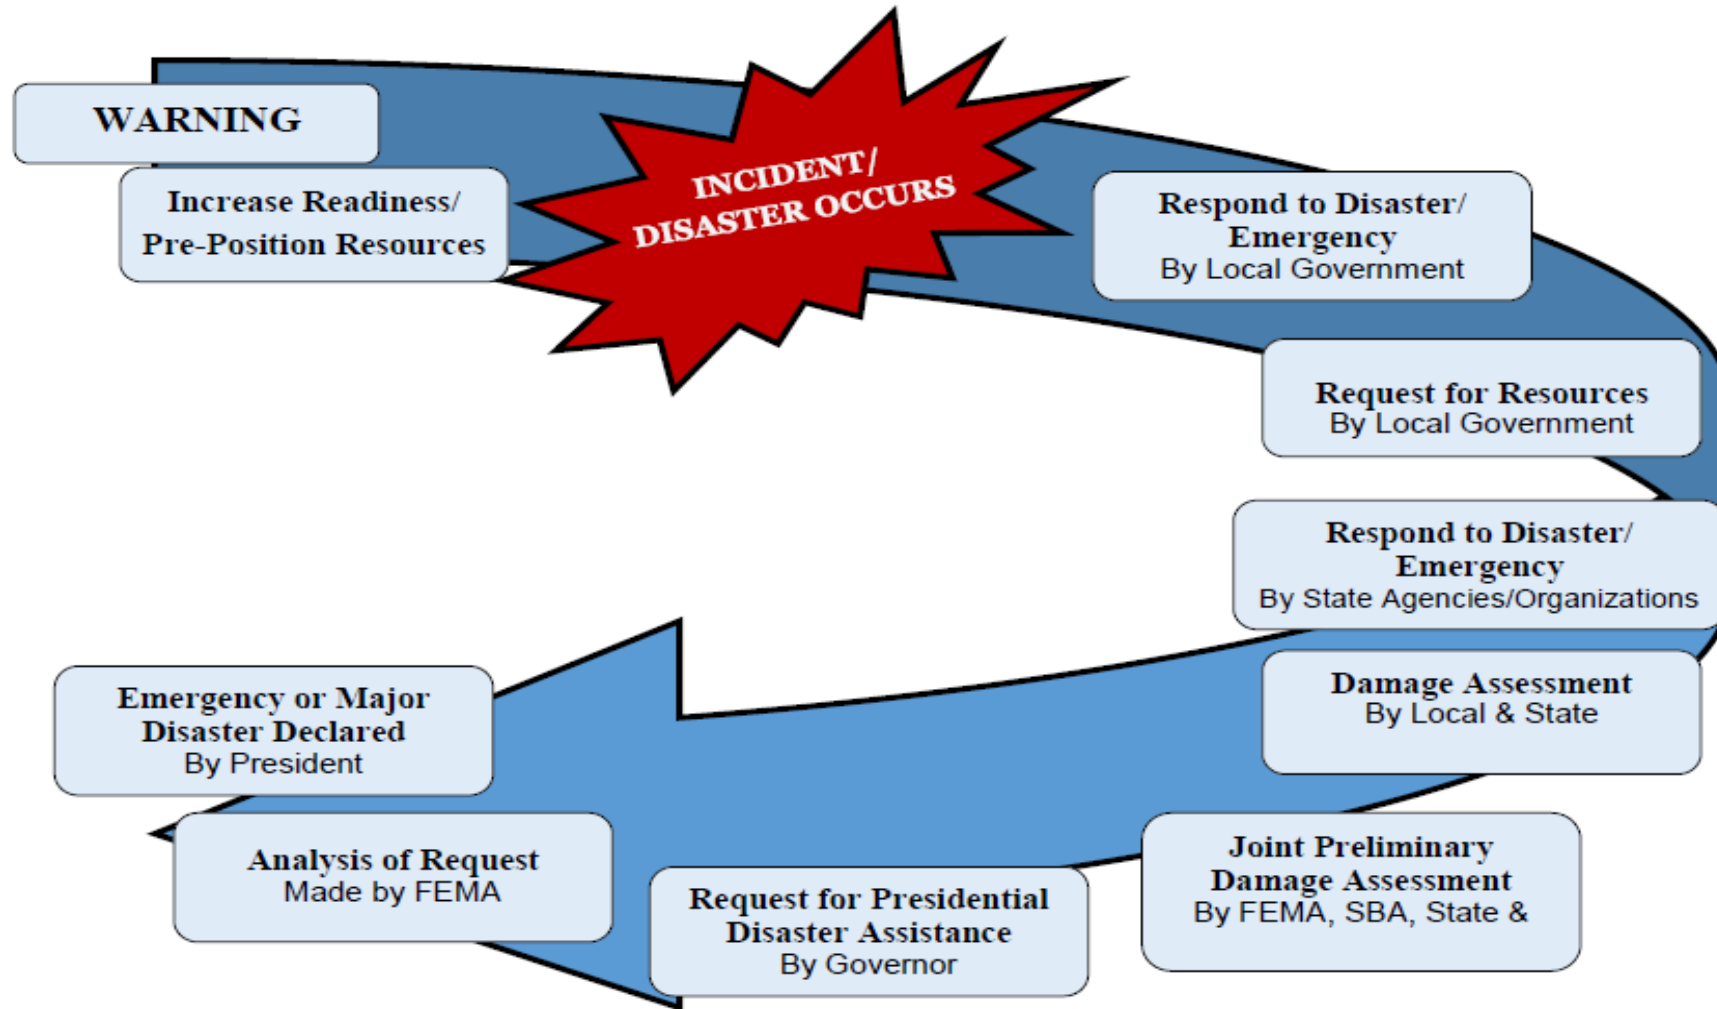 WARNING
Increase Readiness/
Pre-Position Resources
INCIDENT/
DISASTER OCCURS
Respond to Disaster/
Emergency
By Local Government
Request for Resources
By Local Government
Respond to Disaster/
Emergency
By State Agencies/Organizations
Damage Assessment
By Local & State
Joint Preliminary
Damage Assessment
By FEMA, SBA, State &
Request for Presidential
Disaster Assistance
By Governor
Analysis of Request
Made by FEMA
Emergency or Major
Disaster Declared
By President